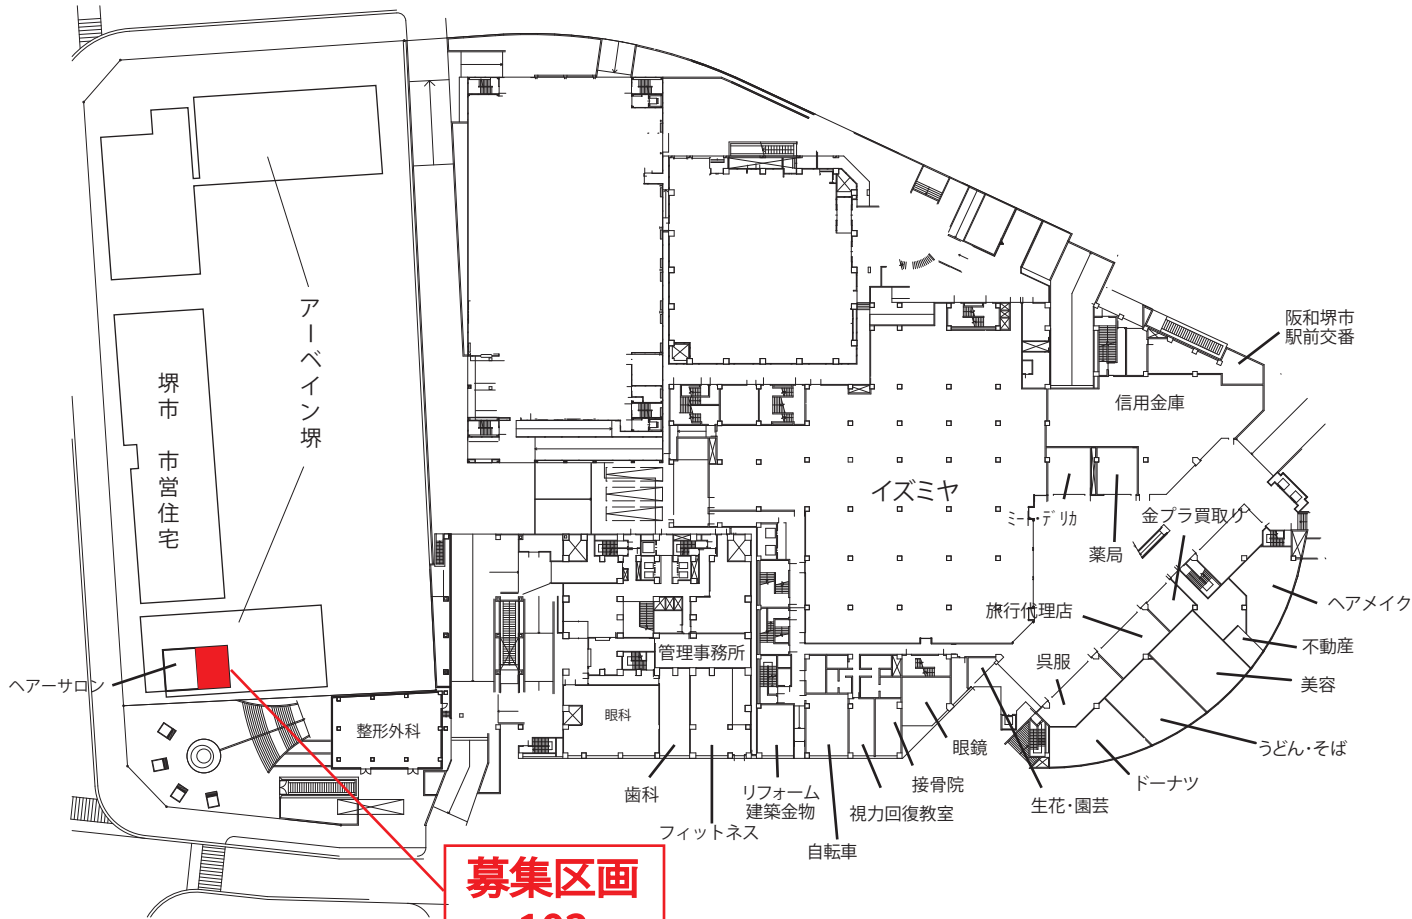 阪和堺市
駅前交番
信用金庫
アーベイン堺
堺市 市営住宅
イズミヤ
ミート・デリカ
金プラ買取り
薬局
ヘアメイク
旅行代理店
不動産
管理事務所
呉服
美容
ヘアーサロン
眼科
整形外科
眼鏡
うどん・そば
接骨院
ドーナツ
歯科
リフォーム
建築金物
視力回復教室
生花・園芸
フィットネス
自転車
募集区画